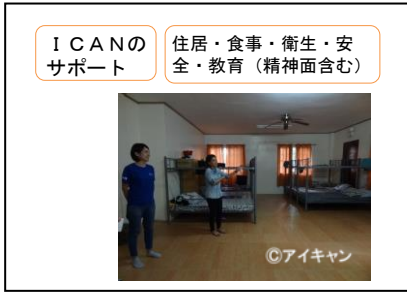 ＩＣＡＮの
サポート
住居・食事・衛生・安
全・教育（精神面含む）
©アイキャン